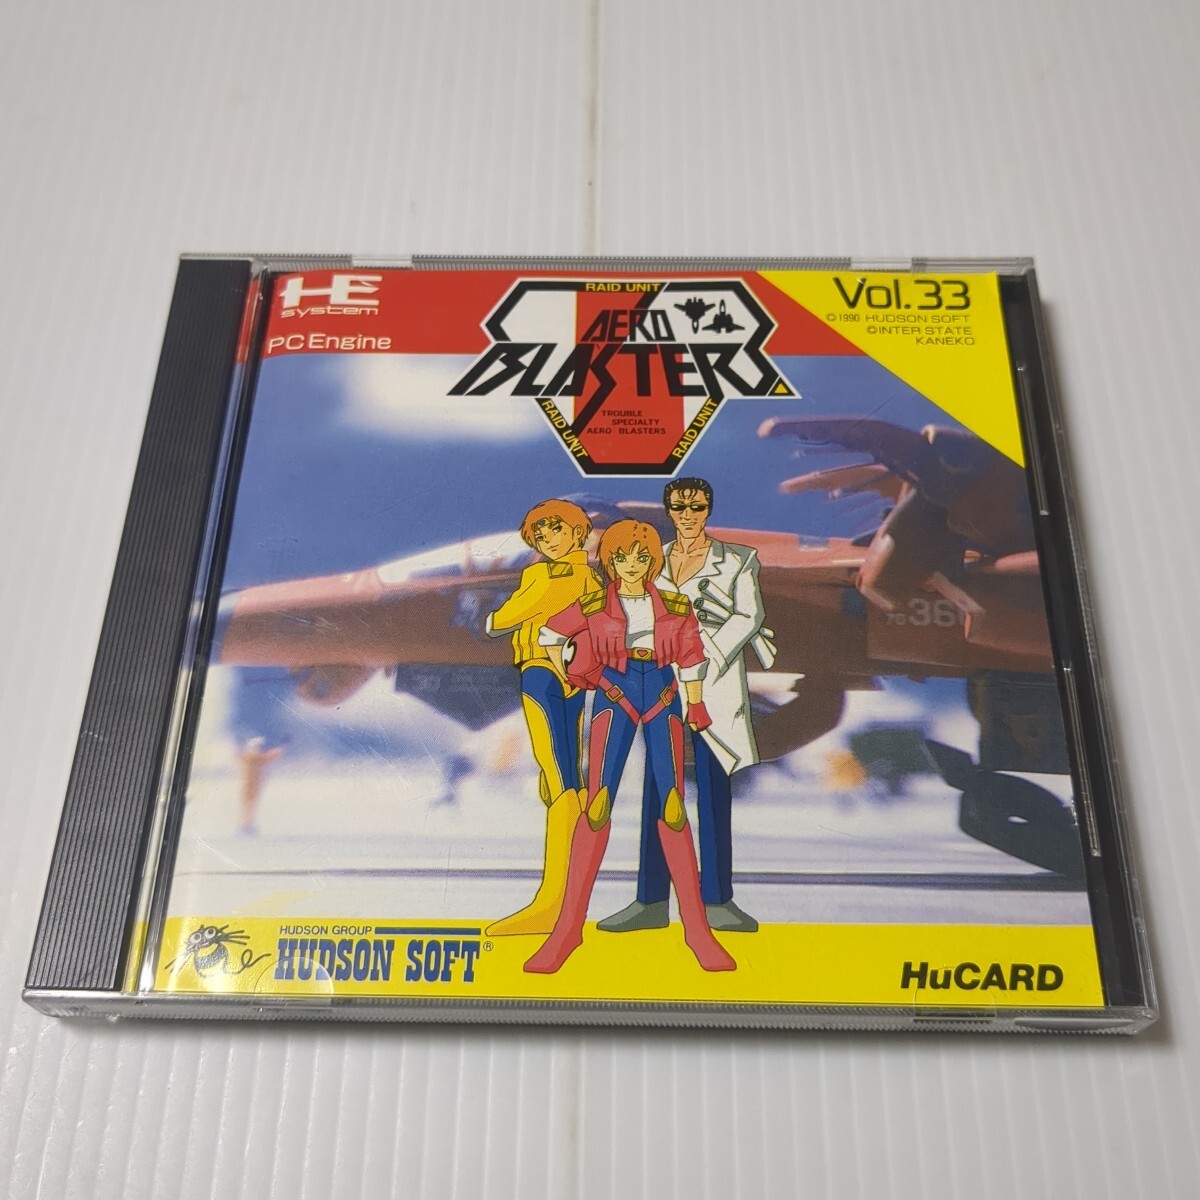 HE
system
PC Engine
RAID UNIT
AERO
BLASTERS
TROUBLE
SPECIALTY
AERO BLASTERS
RAID UNIT
RAID UNIT
Vol.33
©1990 HUDSON SOFT
©INTER STATE
KANEKO
HUDSON GROUP
HUDSON SOFT®
HuCARD